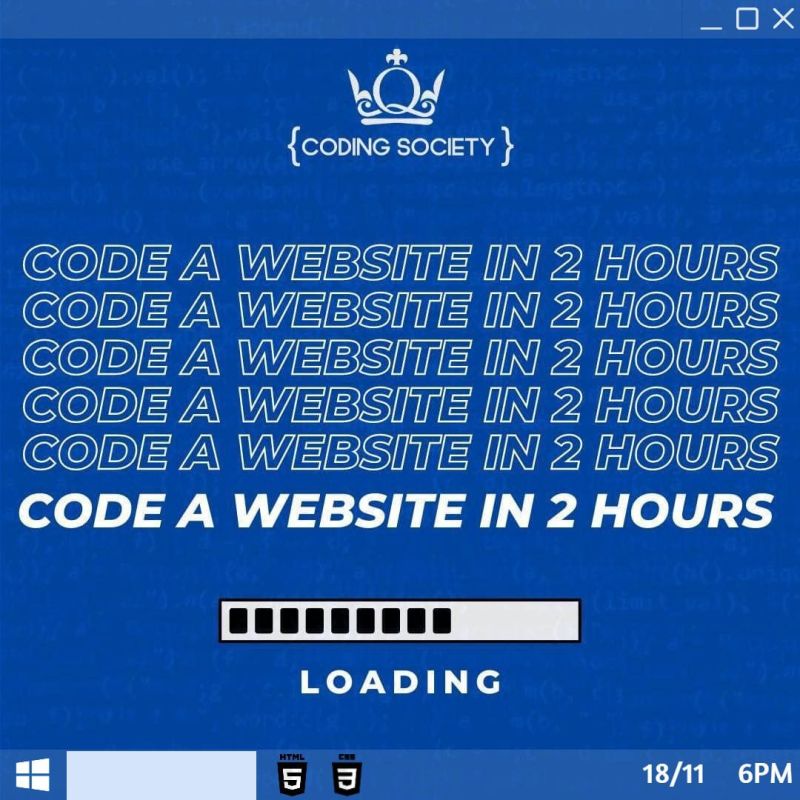 Q
{CODING SOCIETY}
CODE A WEBSITE IN 2 HOURS
CODE A WEBSITE IN 2 HOURS
CODE A WEBSITE IN 2 HOURS
CODE A WEBSITE IN 2 HOURS
CODE A WEBSITE IN 2 HOURS
CODE A WEBSITE IN 2 HOURS
LOADING
HTML CSS
5 3
18/11 6PM